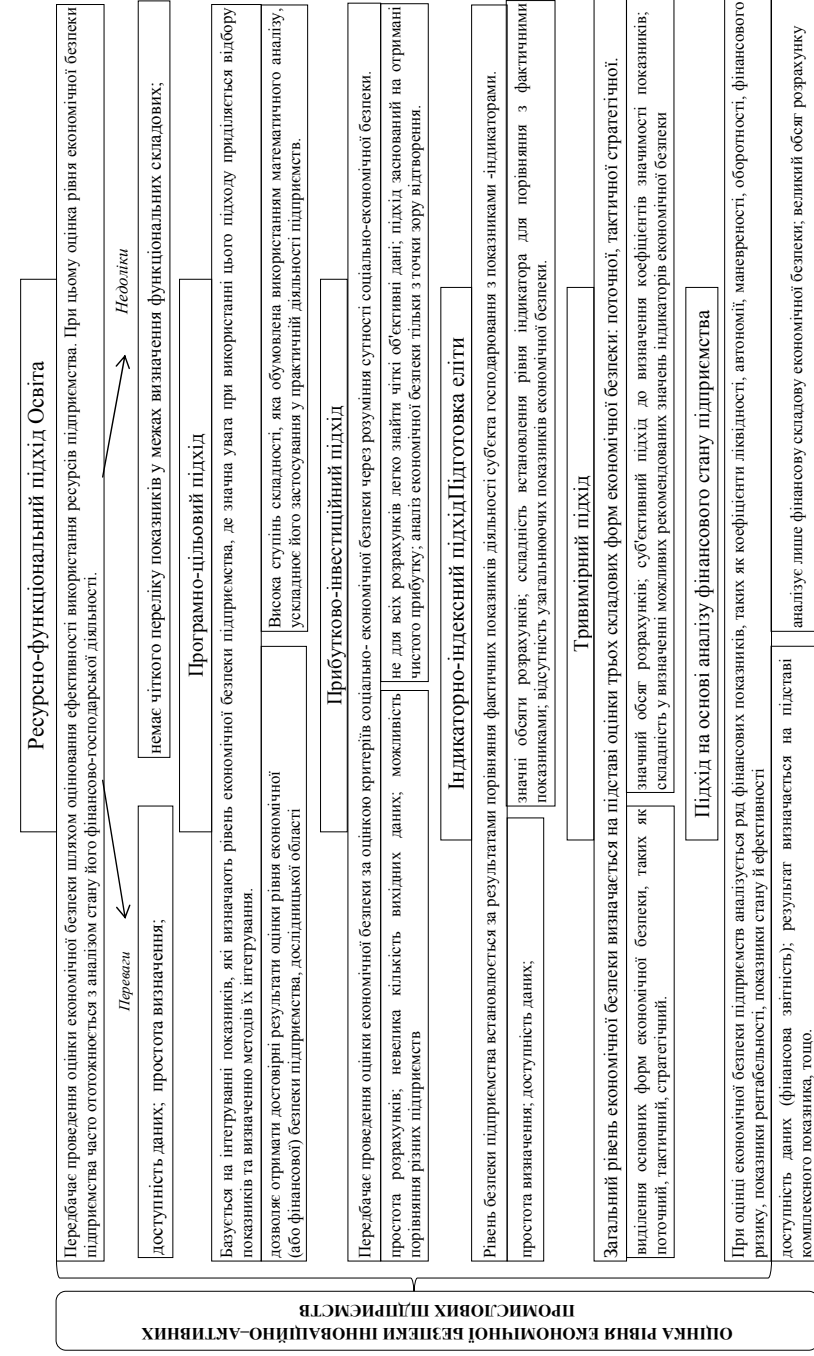 ОЦІНКА РІВНЯ ЕКОНОМІЧНОЇ БЕЗПЕКИ ІННОВАЦІЙНО–АКТИВНИХ
ПРОМИСЛОВИХ ПІДПРИЄМСТВ
Ресурсно-функціональний підхід Освіта
Передбачає проведення оцінки економічної безпеки шляхом оцінювання ефективності використання ресурсів підприємства. При цьому оцінка рівня економічної безпеки
підприємства часто ототожнюється з аналізом стану його фінансово-господарської діяльності.
Переваги
Недоліки
доступність даних; простота визначення;
немає чіткого переліку показників у межах визначення функціональних складових;
Програмно-цільовий підхід
Базується на інтегруванні показників, які визначають рівень економічної безпеки підприємства, де значна увага при використанні цього підходу приділяється відбору
показників та визначенню методів їх інтегрування.
дозволяє отримати достовірні результати оцінки рівня економічної
(або фінансової) безпеки підприємства, дослідницької області
Висока ступінь складності, яка обумовлена використанням математичного аналізу,
ускладнює його застосування у практичній діяльності підприємств.
Прибутково-інвестиційний підхід
Передбачає проведення оцінки економічної безпеки за оцінкою критеріїв соціально- економічної безпеки через розуміння сутності соціально-економічної безпеки.
простота розрахунків; невелика кількість вихідних даних; можливість
порівняння різних підприємств
не для всіх розрахунків легко знайти чіткі об'єктивні дані; підхід заснований на отримані
чистого прибутку; аналіз економічної безпеки тільки з точки зору відтворення.
Індикаторно-індексний підхідПідготовка еліти
Рівень безпеки підприємства встановлюється за результатами порівняння фактичних показників діяльності суб'єкта господарювання з показниками -індикаторами.
простота визначення; доступність даних;
значні обсяги розрахунків; складність встановлення рівня індикатора для порівняння з фактичними
показниками; відсутність узагальнюючих показників економічної безпеки.
Тривимірний підхід
Загальний рівень економічної безпеки визначається на підставі оцінки трьох складових форм економічної безпеки: поточної, тактичної стратегічної.
виділення основних форм економічної безпеки, таких як
поточний, тактичний, стратегічний.
значний обсяг розрахунків; суб'єктивний підхід до визначення коефіцієнтів значимості показників;
складність у визначенні можливих рекомендованих значень індикаторів економічної безпеки
Підхід на основі аналізу фінансового стану підприємства
При оцінці економічної безпеки підприємств аналізується ряд фінансових показників, таких як коефіцієнти ліквідності, автономії, маневреності, оборотності, фінансового
ризику, показники рентабельності, показники стану й ефективності
доступність даних (фінансова звітність); результат визначається на підставі
комплексного показника, тощо.
аналізує лише фінансову складову економічної безпеки; великий обсяг розрахунку